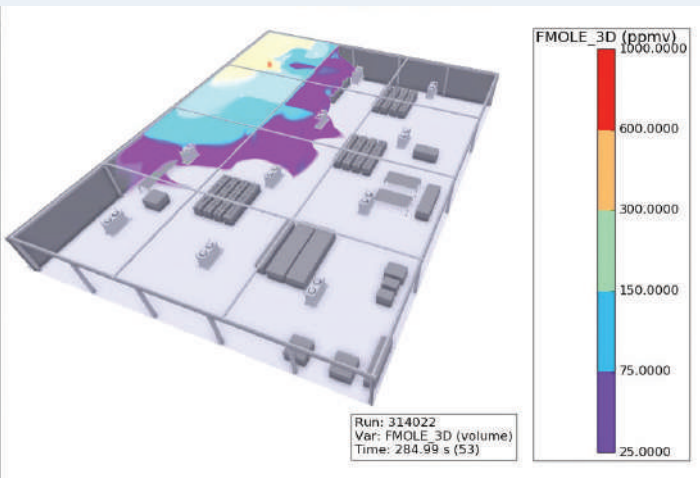 FMOLE_3D (ppmv)
1000.0000
600.0000
300.0000
150.0000
75.0000
25.0000
Run: 314022
Var: FMOLE_3D (volume)
Time: 284.99 s (53)